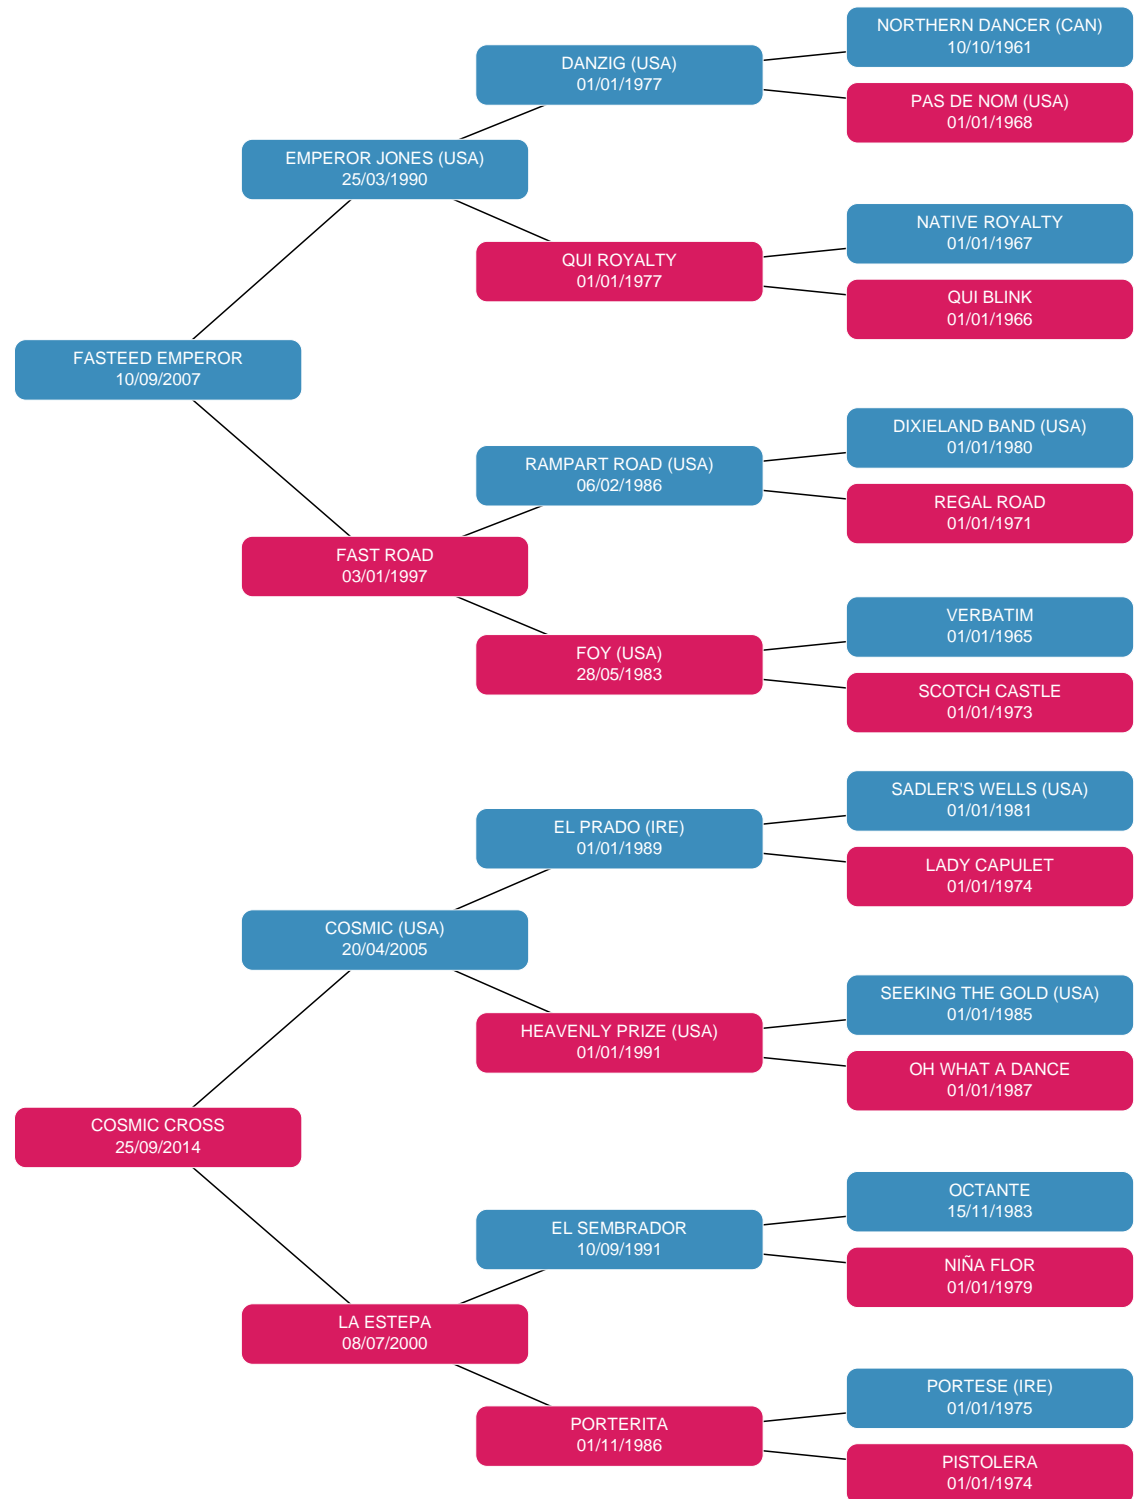 NORTHERN DANCER (CAN)
10/10/1961
DANZIG (USA)
01/01/1977
PAS DE NOM (USA)
01/01/1968
EMPEROR JONES (USA)
25/03/1990
NATIVE ROYALTY
01/01/1967
QUI ROYALTY
01/01/1977
QUI BLINK
01/01/1966
FASTEED EMPEROR
10/09/2007
DIXIELAND BAND (USA)
01/01/1980
RAMPART ROAD (USA)
06/02/1986
REGAL ROAD
01/01/1971
FAST ROAD
03/01/1997
VERBATIM
01/01/1965
FOY (USA)
28/05/1983
SCOTCH CASTLE
01/01/1973
SADLER'S WELLS (USA)
01/01/1981
EL PRADO (IRE)
01/01/1989
LADY CAPULET
01/01/1974
COSMIC (USA)
20/04/2005
SEEKING THE GOLD (USA)
01/01/1985
HEAVENLY PRIZE (USA)
01/01/1991
OH WHAT A DANCE
01/01/1987
COSMIC CROSS
25/09/2014
OCTANTE
15/11/1983
EL SEMBRADOR
10/09/1991
NIÑA FLOR
01/01/1979
LA ESTEPA
08/07/2000
PORTESE (IRE)
01/01/1975
PORTERITA
01/11/1986
PISTOLERA
01/01/1974